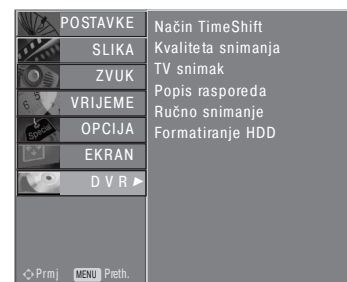 POSTAVKE
SLIKA
ZVUK
VRIJEME
OPCIJA
EKRAN
DVR
Način TimeShift
Kvaliteta snimanja
TV snimak
Popis rasporeda
Ručno snimanje
Formatiranje HDD
Prmj MENU Preth.